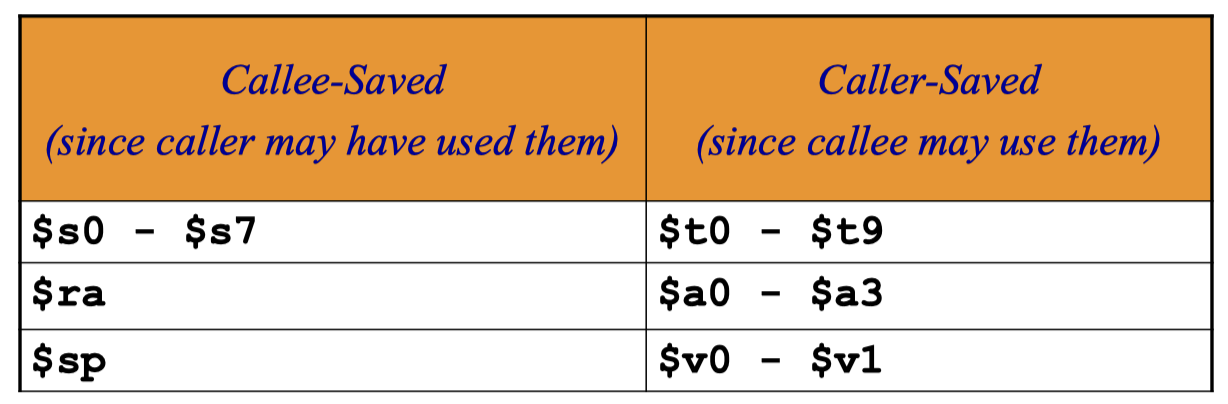 Callee-Saved
(since caller may have used them)
Caller-Saved
(since callee may use them)
$s0 - $s7
$t0 - $t9
$ra
$a0 - $a3
$sp
$v0 - $v1